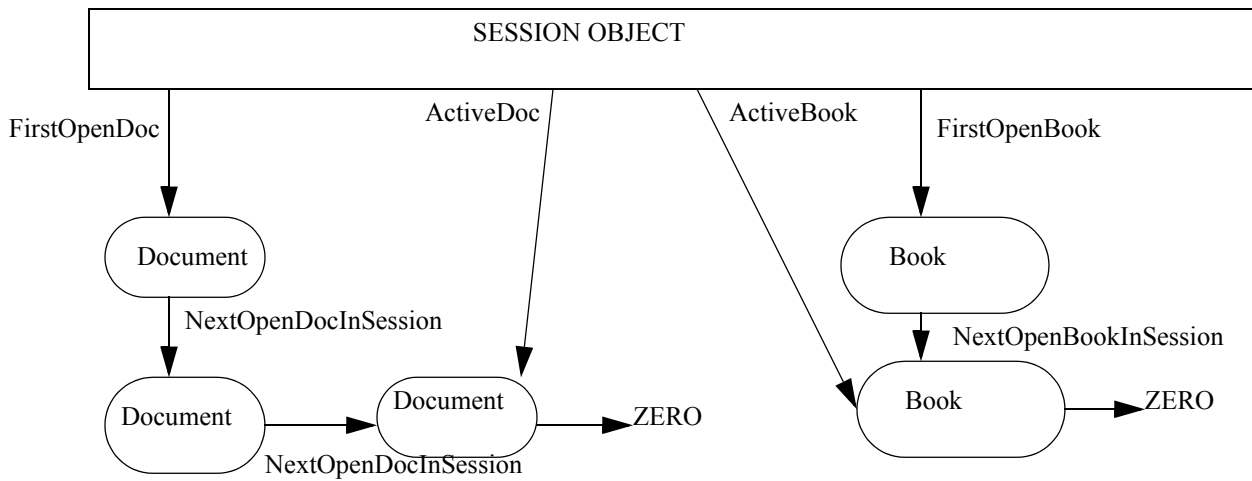 SESSION OBJECT
FirstOpenDoc
ActiveDoc
ActiveBook
FirstOpenBook
Document
Book
NextOpenDocInSession
NextOpenBookInSession
Document
Document
ZERO
Book
ZERO
NextOpenDocInSession